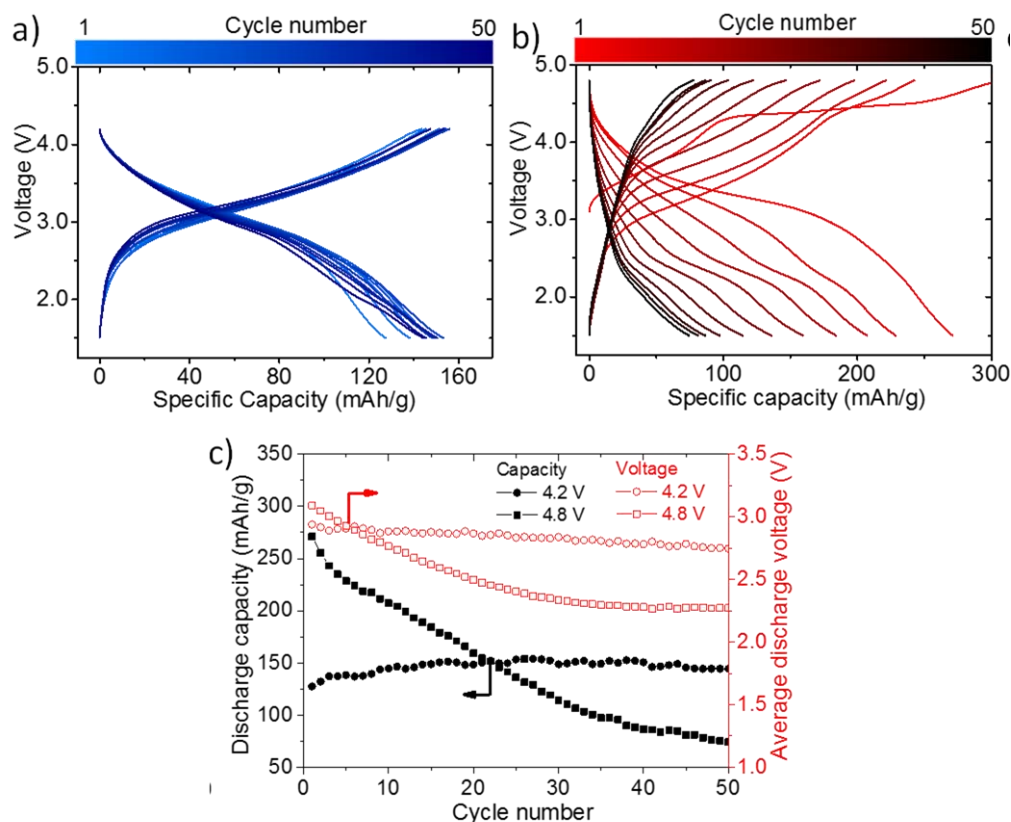 a)
Cycle number
1
50
5.0
4.0
3.0
2.0
Voltage (V)
0
40
80
120
160
Specific Capacity (mAh/g)
b)
Cycle number
1
50
5.0
4.0
3.0
2.0
Voltage (V)
0
100
200
300
Specific capacity (mAh/g)
c)
350
300
250
200
150
100
50
Discharge capacity (mAh/g)
Capacity
4.2 V
4.8 V
Voltage
4.2 V
4.8 V
3.5
3.0
2.5
2.0
1.5
1.0
Average discharge voltage (V)
0
10
20
30
40
50
Cycle number